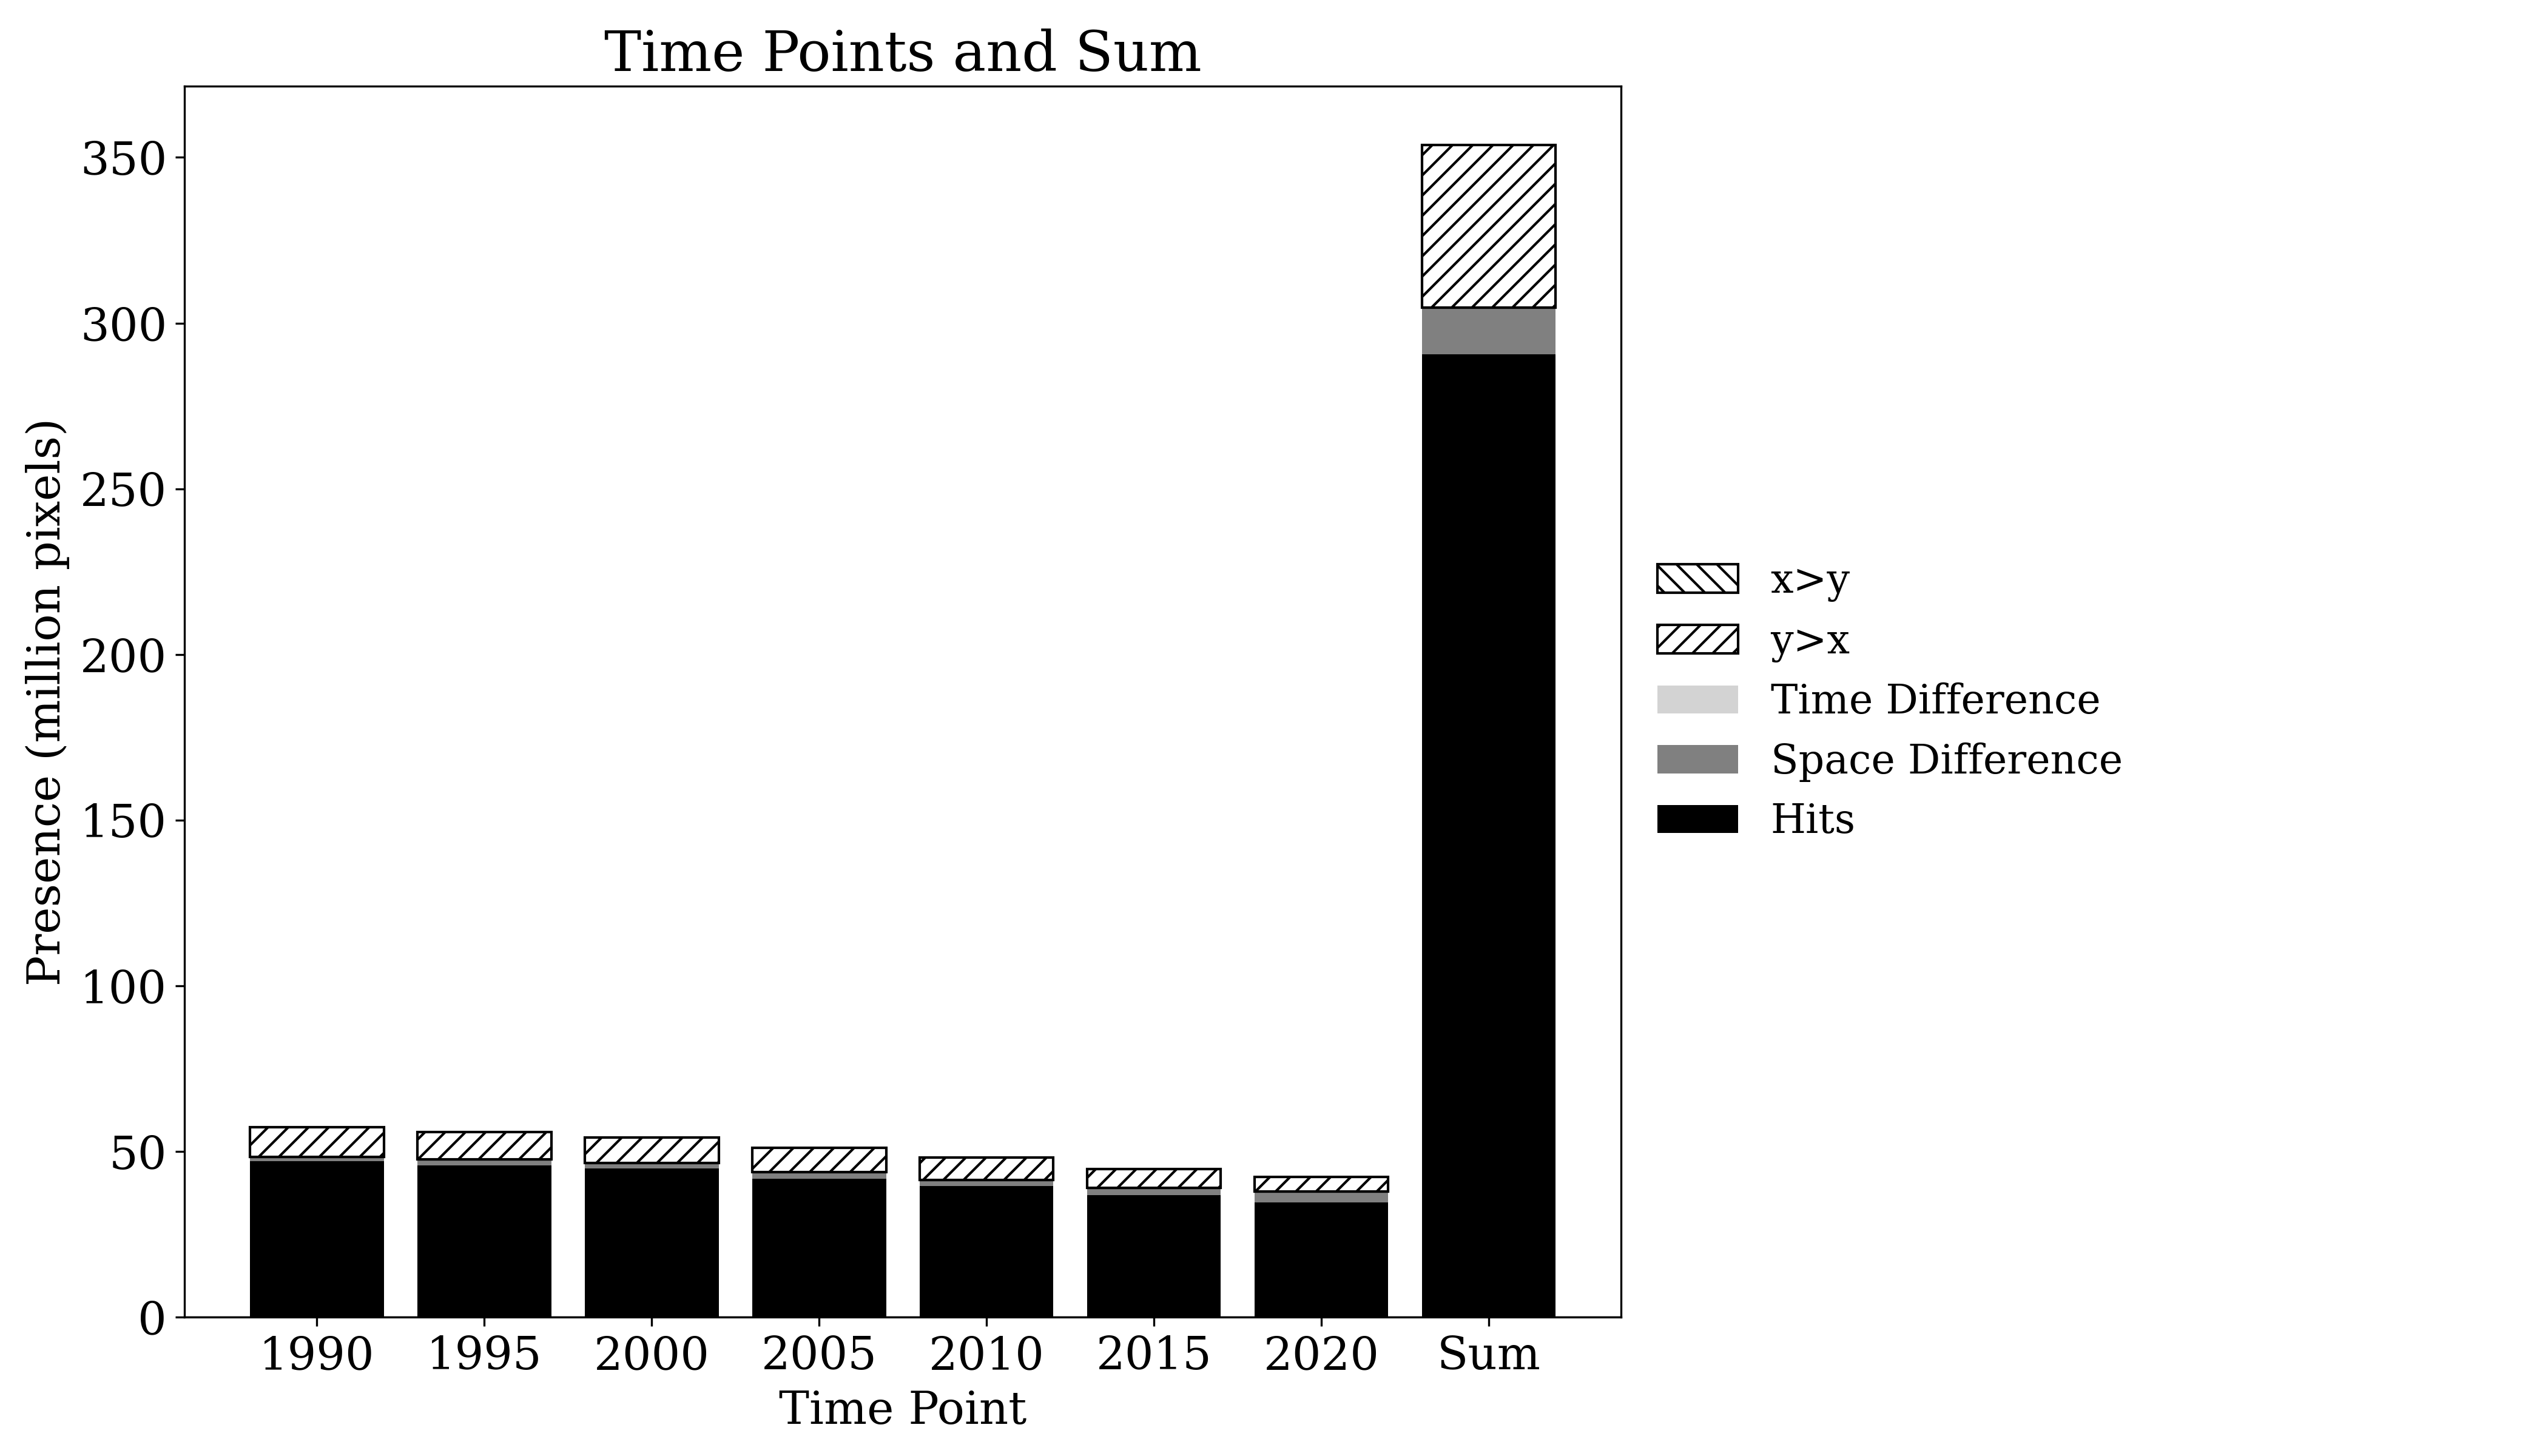 Time Points and Sum
Presence (million pixels)
350
300
250
200
150
100
50
0
1990 1995 2000 2005 2010 2015 2020 Sum
Time Point
x>y
y>x
Time Difference
Space Difference
Hits